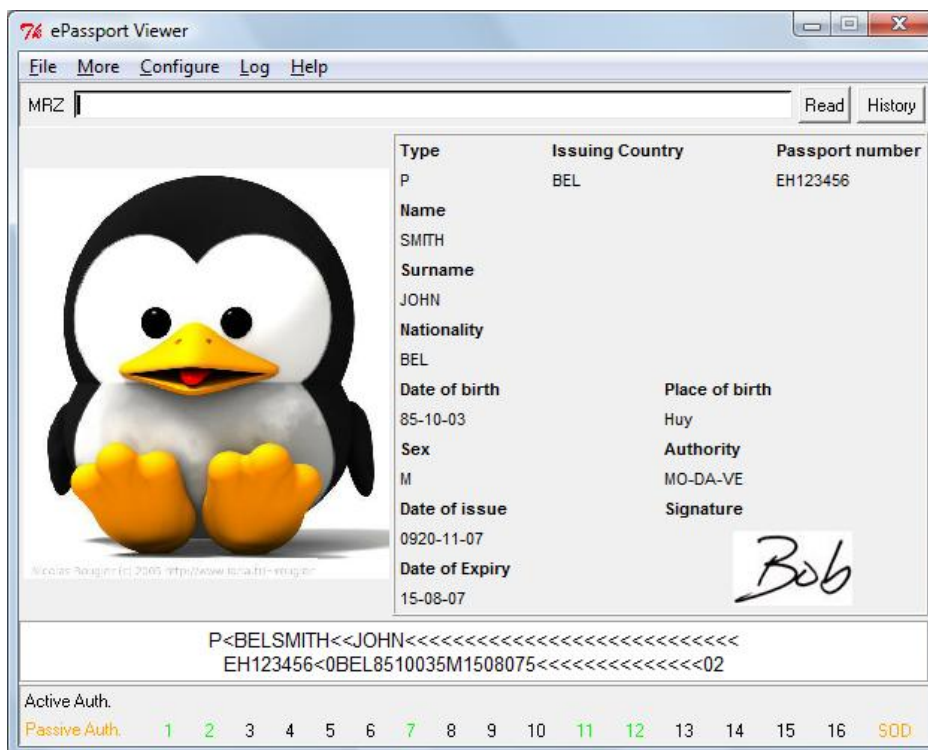 ePassport Viewer
File More Configure Log Help
MRZ Read History
Type Issuing Country Passport number
P BEL EH123456
Name
SMITH
Surname
JOHN
Nationality
BEL
Date of birth Place of birth
85-10-03 Huy
Sex Authority
M MO-DA-VE
Date of issue Signature
0920-11-07
Bob
Date of Expiry
15-08-07
P<BELSMITH<<JOHN<<<<<<<<<<<<<<<<<<<<<<<<<<<<
EH123456<0BEL8510035M1508075<<<<<<<<<<<<<<02
Active Auth.
Passive Auth. 1 2 3 4 5 6 7 8 9 10 11 12 13 14 15 16 SOD